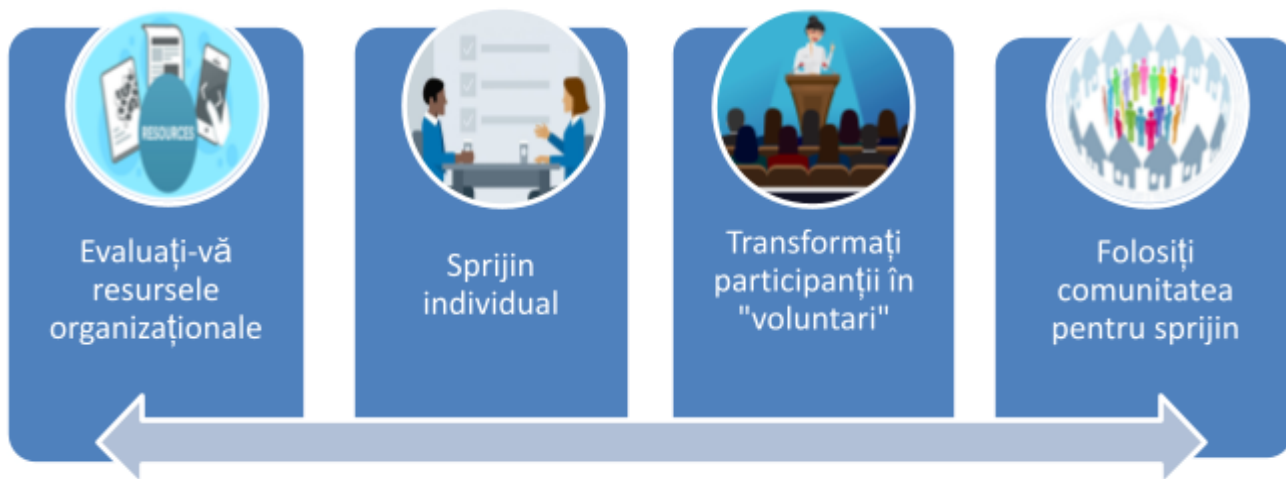 RESOURCES
Evaluați-vă
resursele
organizaționale
Sprijin
individual
Transformați
participanții în
"voluntari"
Folosiți
comunitatea
pentru sprijin